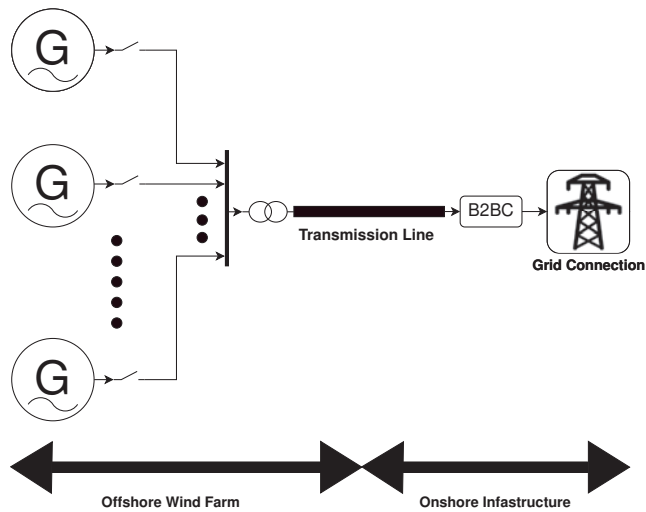 G
G
G
B2BC
Transmission Line
Grid Connection
Offshore Wind Farm
Onshore Infastructure